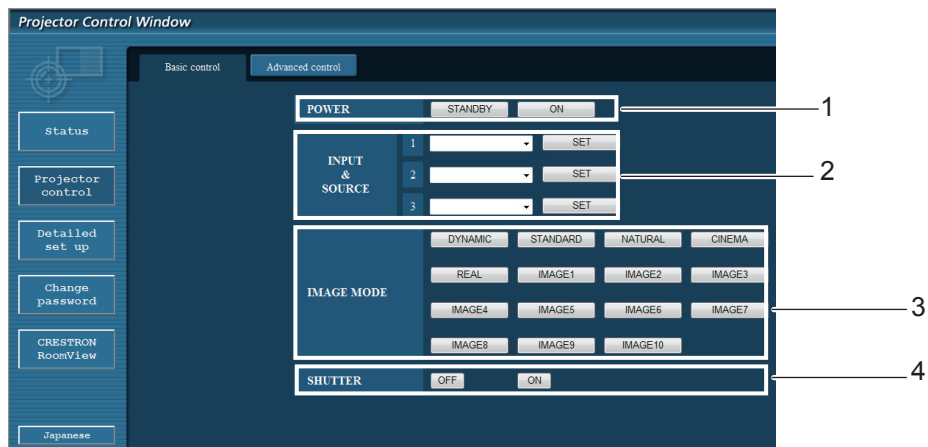 Projector Control Window
Basic control
Advanced control
POWER
STANDBY
ON
1
Status
INPUT
&
SOURCE
1
SET
2
SET
3
SET
2
Projector
control
Detailed
set up
Change
password
CRESTRON
RoomView
IMAGE MODE
DYNAMIC
STANDARD
NATURAL
CINEMA
REAL
IMAGE1
IMAGE2
IMAGE3
IMAGE4
IMAGE5
IMAGE6
IMAGE7
IMAGE8
IMAGE9
IMAGE10
3
SHUTTER
OFF
ON
4
Japanese